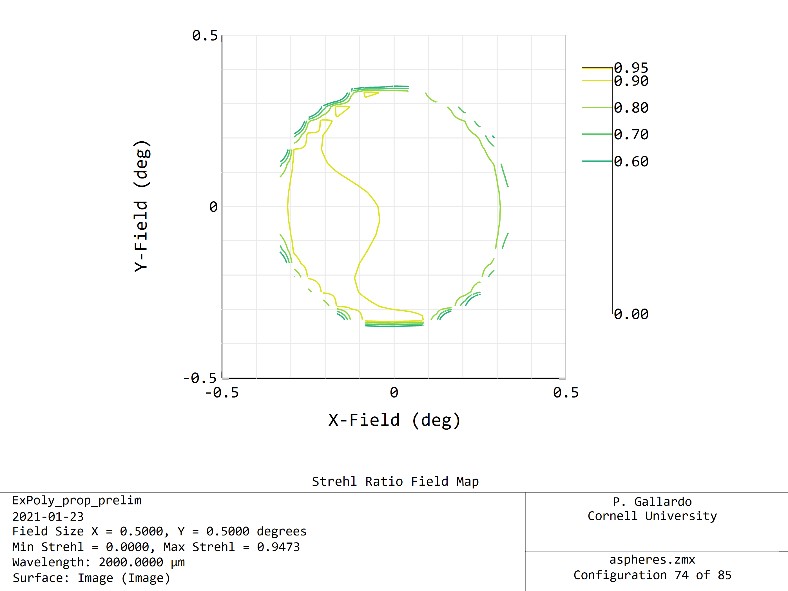 0.5
0
-0.5
-0.5
0
0.5
Y-Field (deg)
X-Field (deg)
0.95
0.90
0.80
0.70
0.60
0.00
Strehl Ratio Field Map
ExPoly_prop_prelim
2021-01-23
Field Size X = 0.5000, Y = 0.5000 degrees
Min Strehl = 0.0000, Max Strehl = 0.9473
Wavelength: 2000.0000 µm
Surface: Image (Image)
P. Gallardo
Cornell University
aspheres.zmx
Configuration 74 of 85